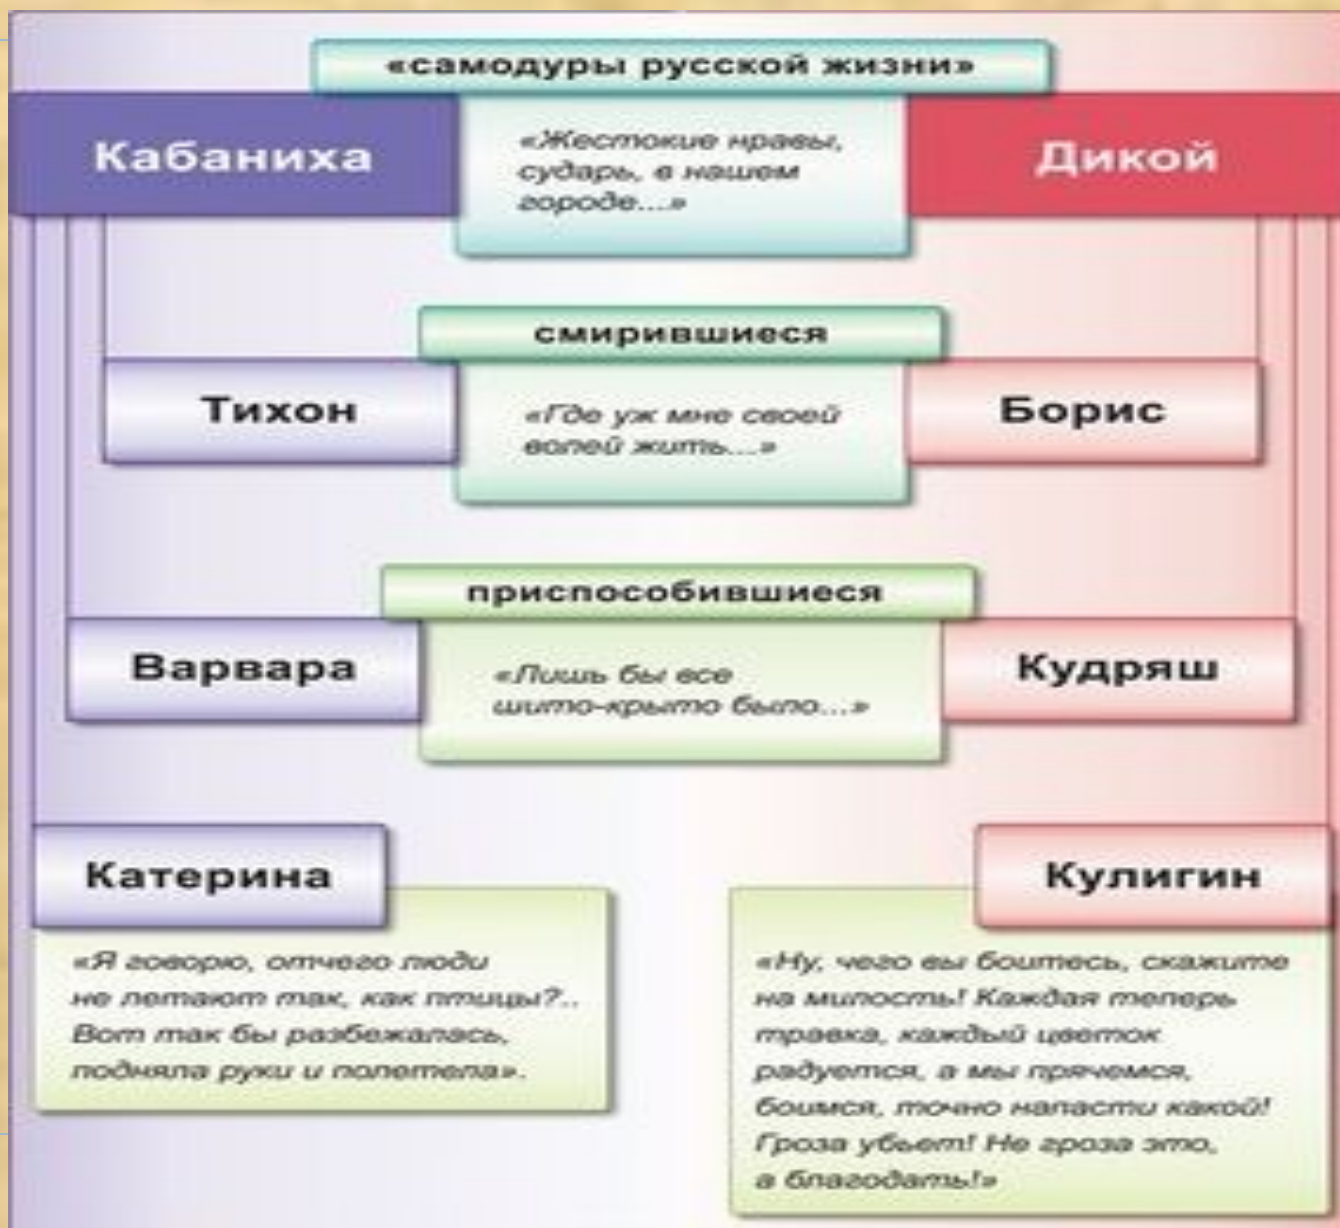 «самодуры русской жизни»
Кабаниха
«Жестокие нравы,
сударь, в нашем
городе...»
Дикой
смирившиеся
Тихон
«Где уж мне своей
волей жить...»
Борис
приспособившиеся
Варвара
«Лишь бы все
шито-крыто было...»
Кудряш
Катерина
«Я говорю, отчего люди
не летают так, как птицы?..
Вот так бы разбежалась,
подняла руки и полетела».
Кулигин
«Ну, чего вы боитесь, скажите
на милость! Каждая теперь
травка, каждый цветок
радуется, а мы прячемся,
боимся, точно напасти какой!
Гроза убьет! Не гроза это,
а благодать!»